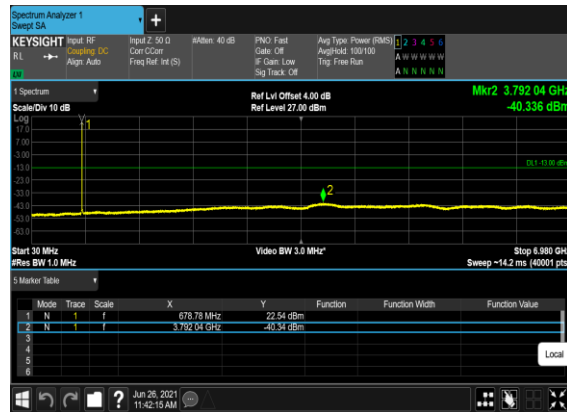 Spectrum Analyzer 1
Swept SA
+
KEYSIGHT Input: RF Input Z: 50 Ω #Atten: 40 dB PNO: Fast Avg Type: Power (RMS) 1 2 3 4 5 6
RL Coupling: DC Corr CCorr Gate: Off Avg|Hold: 100/100 A W W W W W
Align: Auto Freq Ref: Int (S) IF Gain: Low Trig: Free Run
LW Sig Track: Off A N N N N N
1 Spectrum Ref Lvl Offset 4.00 dB Mkr2 3.792 04 GHz
Scale/Div 10 dB Ref Level 27.00 dBm -40.336 dBm
Log
17.0 1
7.00
-3.00
-13.0 DL1 -13.00 dBm
-23.0
-33.0 2
-43.0
-53.0
-63.0
Start 30 MHz Video BW 3.0 MHz* Stop 6.980 GHz
#Res BW 1.0 MHz Sweep ~14.2 ms (40001 pts)
5 Marker Table
Mode Trace Scale X Y Function Function Width Function Value
1 N 1 f 678.78 MHz 22.54 dBm
2 N 1 f 3.792 04 GHz -40.34 dBm
3
4
5
6
Local
? Jun 26, 2021
11:42:15 AM